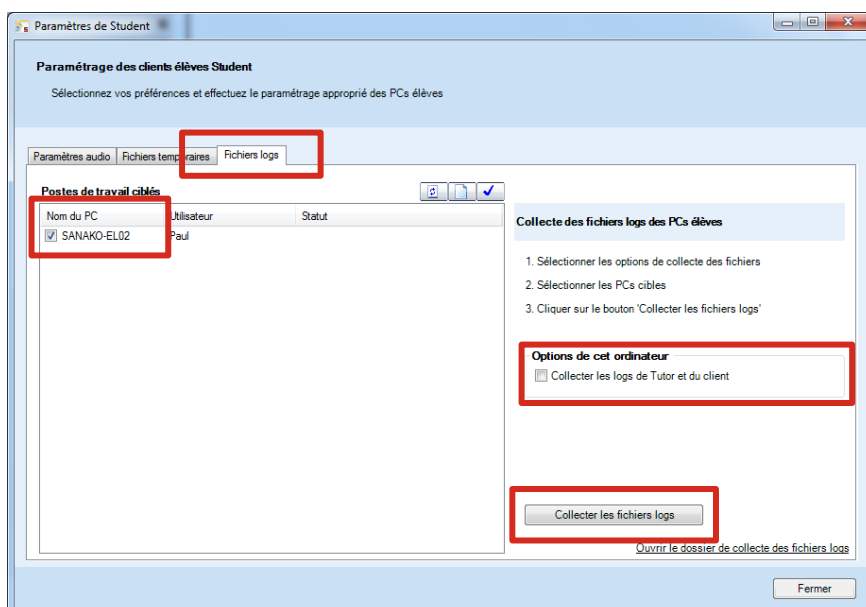 Paramètres de Student
Paramétrage des clients élèves Student
Sélectionnez vos préférences et effectuez le paramétrage approprié des PCs élèves
Paramètres audio
Fichiers temporaires
Fichiers logs
Postes de travail ciblés
Nom du PC
Utilisateur
Statut
SANAKO-EL02
Paul
Collecte des fichiers logs des PCs élèves
1. Sélectionner les options de collecte des fichiers
2. Sélectionner les PCs cibles
3. Cliquer sur le bouton 'Collecter les fichiers logs'
Options de cet ordinateur
Collecter les logs de Tutor et du client
Collecter les fichiers logs
Ouvrir le dossier de collecte des fichiers logs
Fermer